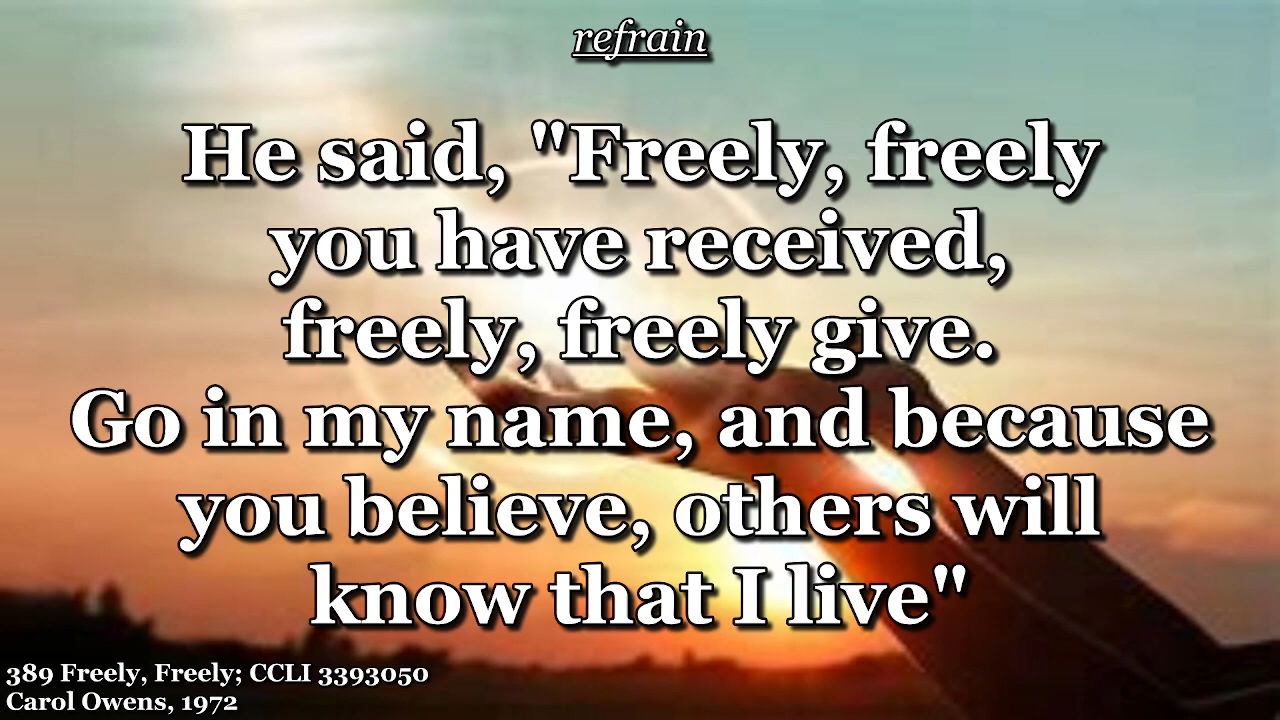 refrain
He said, "Freely, freely
you have received,
freely, freely give.
Go in my name, and because
you believe, others will
know that I live"
389 Freely, Freely; CCLI 3393050
Carol Owens, 1972